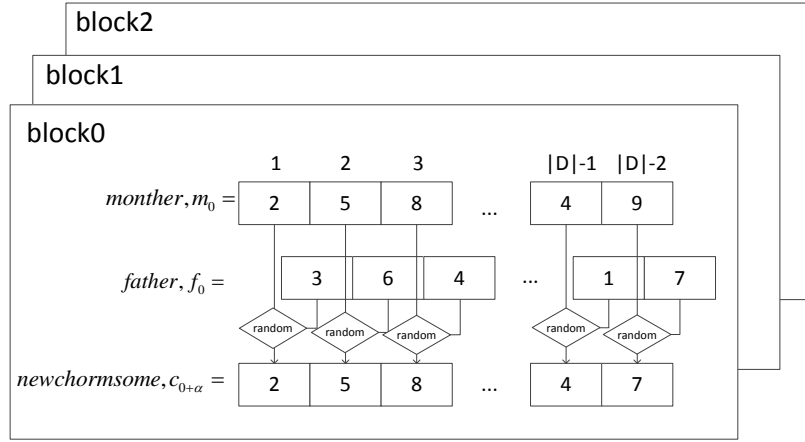 block2
block1
block0
1 2 3 |D|-1 |D|-2
monther, m₀ = 2 5 8 ... 4 9
father, f₀ = 3 6 4 ... 1 7
random random random random random
newchormsome, c₀₊α = 2 5 8 ... 4 7